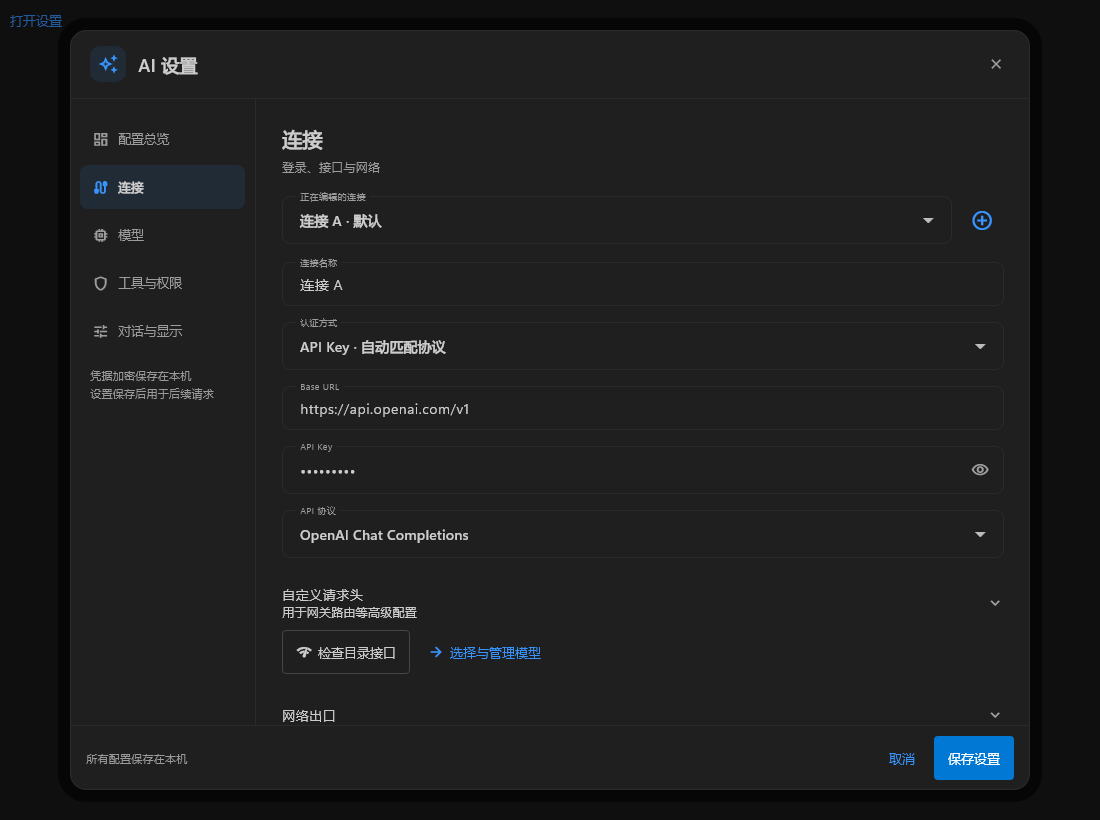 打开设置
AI 设置
配置总览
连接
模型
工具与权限
对话与显示
凭据加密保存在本机
设置保存后用于后续请求
连接
登录、接口与网络
正在编辑的连接
连接 A · 默认
连接名称
连接 A
认证方式
API Key · 自动匹配协议
Base URL
https://api.openai.com/v1
API Key
•••••••••
API 协议
OpenAI Chat Completions
自定义请求头
用于网关路由等高级配置
检查目录接口
选择与管理模型
网络出口
所有配置保存在本机
取消
保存设置